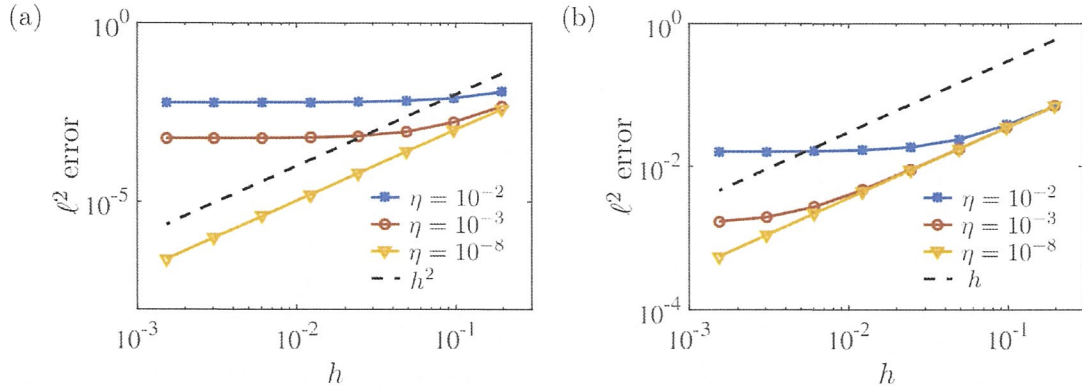 (a)
10^0
10^{-5}
ℓ^2 error
η = 10^{-2}
η = 10^{-3}
η = 10^{-8}
h^2
10^{-3} 10^{-2} 10^{-1}
h
(b)
10^0
10^{-2}
10^{-4}
ℓ^2 error
η = 10^{-2}
η = 10^{-3}
η = 10^{-8}
h
10^{-3} 10^{-2} 10^{-1}
h